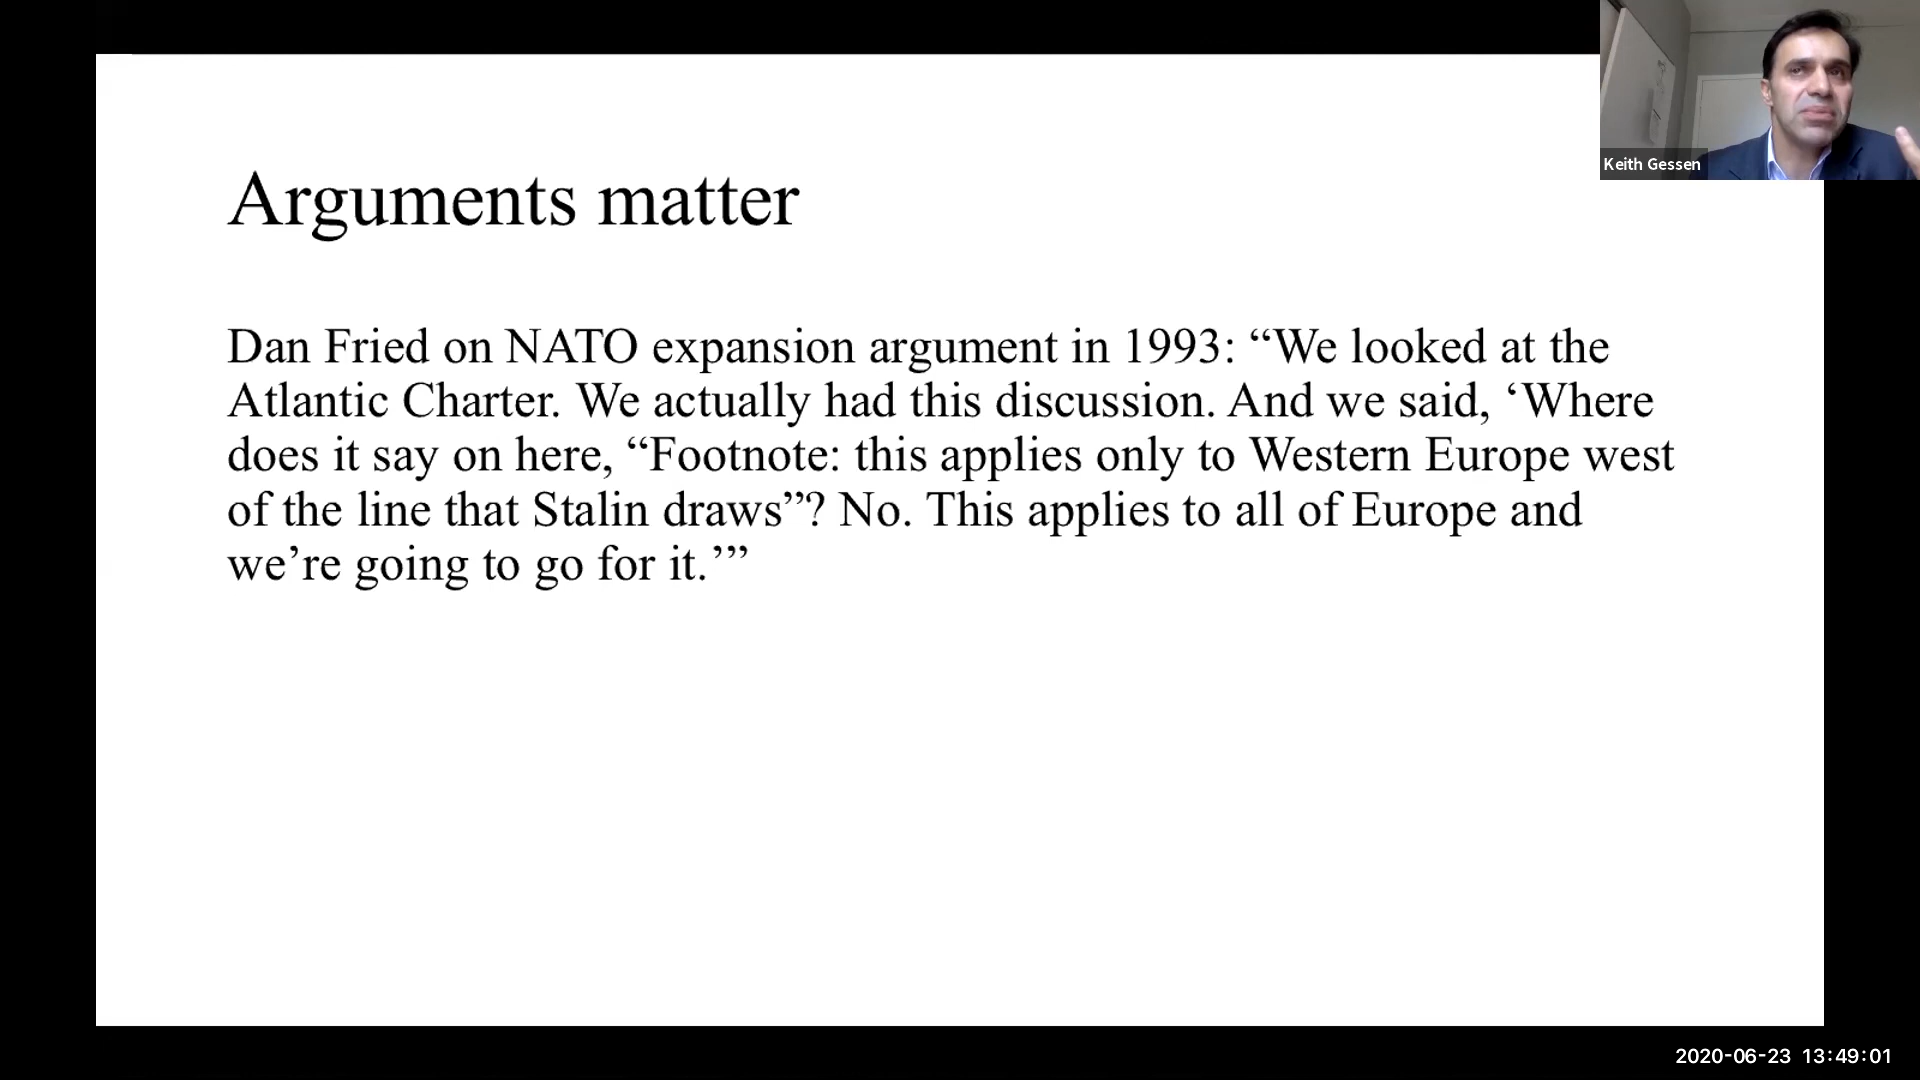 Keith Gessen
Arguments matter
Dan Fried on NATO expansion argument in 1993: “We looked at the
Atlantic Charter. We actually had this discussion. And we said, ‘Where
does it say on here, “Footnote: this applies only to Western Europe west
of the line that Stalin draws”? No. This applies to all of Europe and
we’re going to go for it.’”
2020-06-23 13:49:01